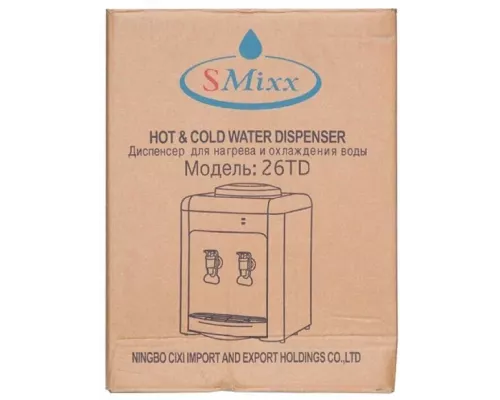 SMixx
HOT & COLD WATER DISPENSER
Диспенсер для нагрева и охлаждения воды
Модель: 26TD
NINGBO CIXI IMPORT AND EXPORT HOLDINGS CO.,LTD